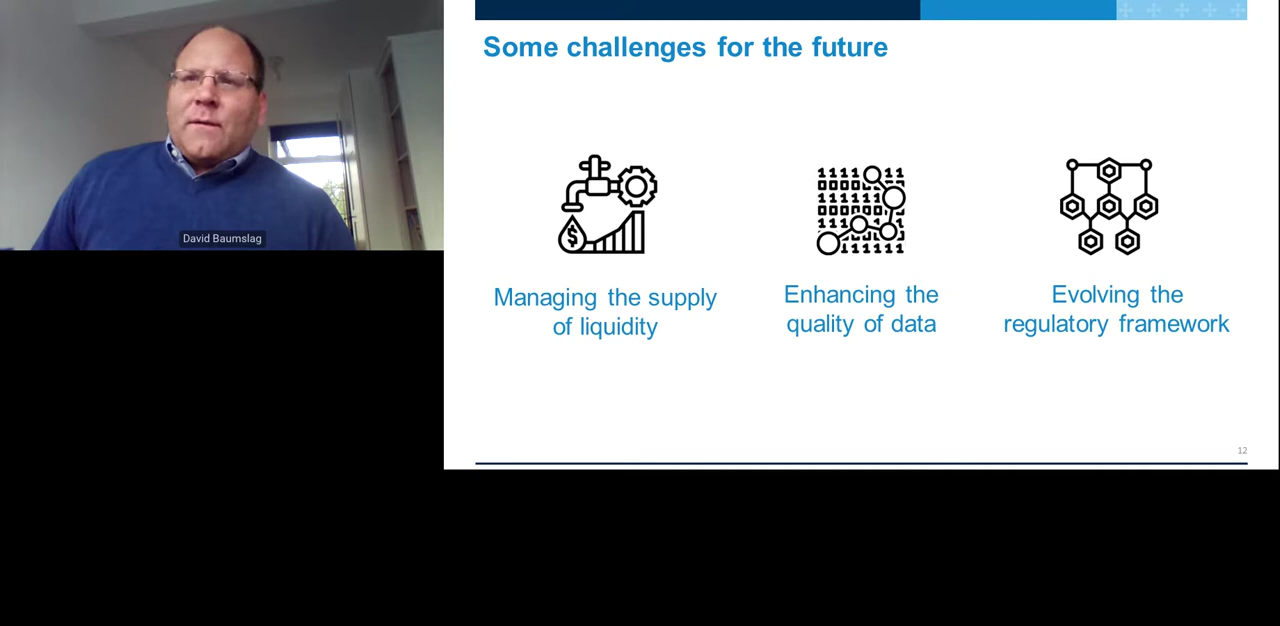 Some challenges for the future
David Baumslag
Managing the supply
of liquidity
Enhancing the
quality of data
Evolving the
regulatory framework
12